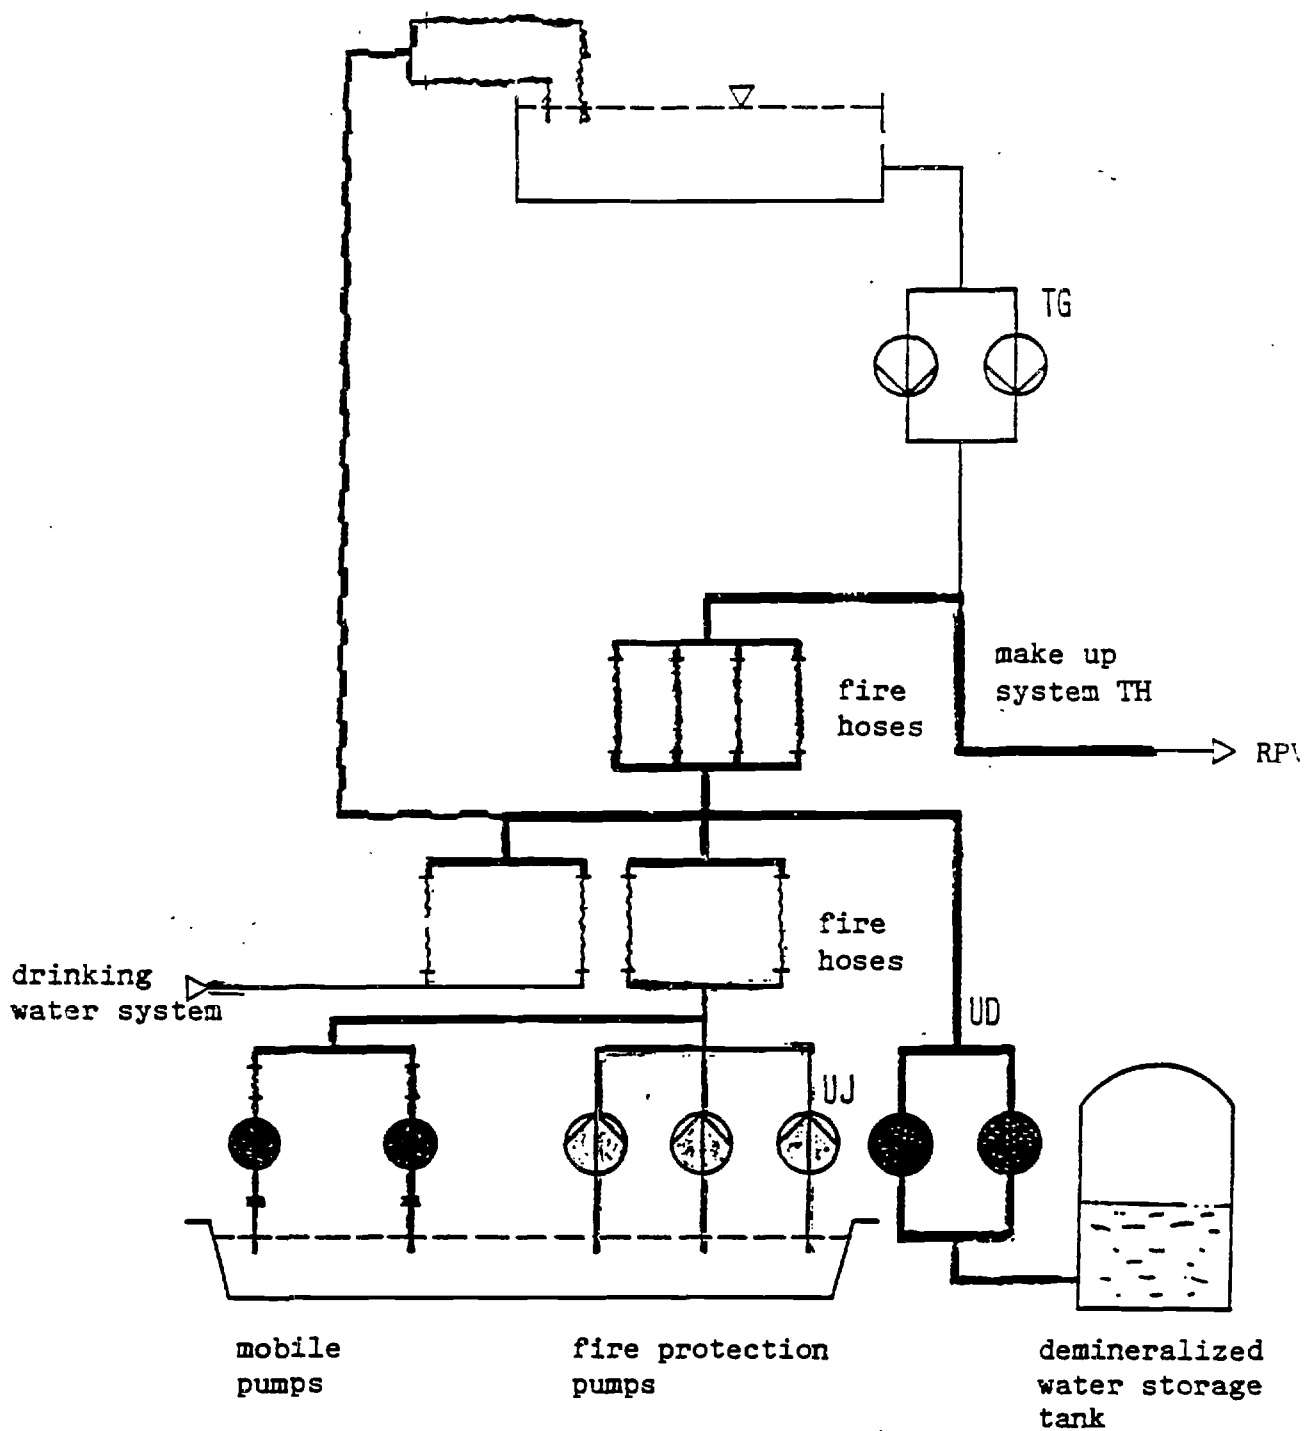 TG
make up
system TH
fire
hoses
RPV
fire
hoses
drinking
water system
UD
UJ
mobile
pumps
fire protection
pumps
demineralized
water storage
tank